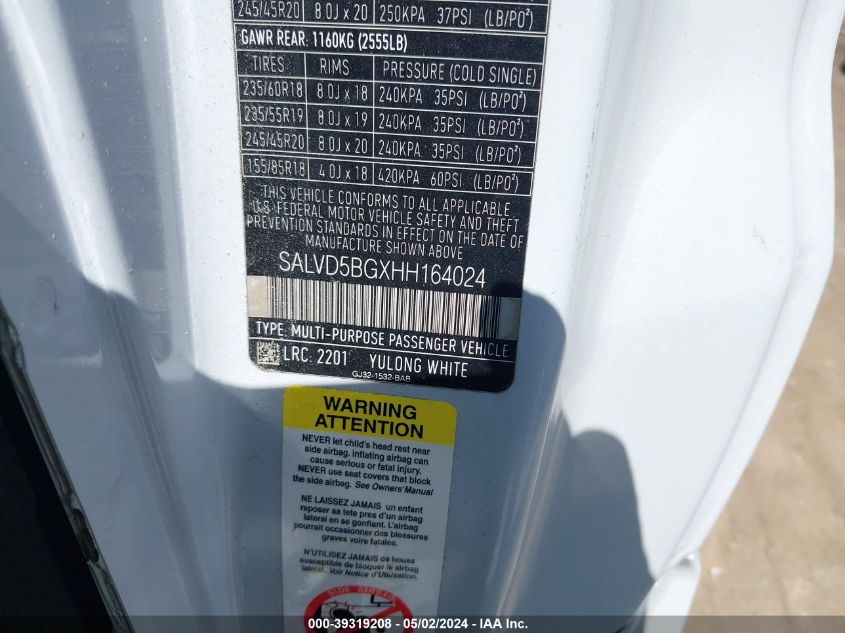 245/45R20 8.0J x 20 250KPA 37PSI (LB/PO²)
GAWR REAR: 1160KG (2555LB)
TIRES RIMS PRESSURE (COLD SINGLE)
235/60R18 8.0J x 18 240KPA 35PSI (LB/PO²)
235/55R19 8.0J x 19 240KPA 35PSI (LB/PO²)
245/45R20 8.0J x 20 240KPA 35PSI (LB/PO²)
155/85R18 4.0J x 18 420KPA 60PSI (LB/PO²)
THIS VEHICLE CONFORMS TO ALL APPLICABLE
U.S. FEDERAL MOTOR VEHICLE SAFETY AND THEFT
PREVENTION STANDARDS IN EFFECT ON THE DATE OF
MANUFACTURE SHOWN ABOVE
SALVD5BGXHH164024
TYPE: MULTI-PURPOSE PASSENGER VEHICLE
LRC: 2201 YULONG WHITE
GJ32-1532-BAB
WARNING
ATTENTION
NEVER let child's head rest near
side airbag. inflating airbag can
cause serious or fatal injury.
NEVER use seat covers that block
the side airbag. See Owners' Manual
NE LAISSEZ JAMAIS un enfant
reposer sa tete pres d'un airbag
lateral en se gonflant. L'airbag
pourrait occasionner des blessures
graves voire fatales.
N'UTILISEZ JAMAIS de houss
susceptible de bloquer le airbag
lateral. Voir Notice d'Utilisation.
SIDE AIRBAG
000-39319208 - 05/02/2024 - IAA Inc.